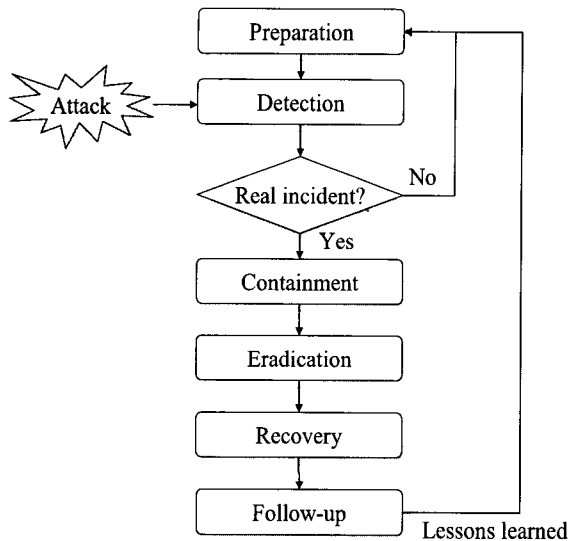 Preparation
Attack
Detection
Real incident?
No
Yes
Containment
Eradication
Recovery
Follow-up
Lessons learned